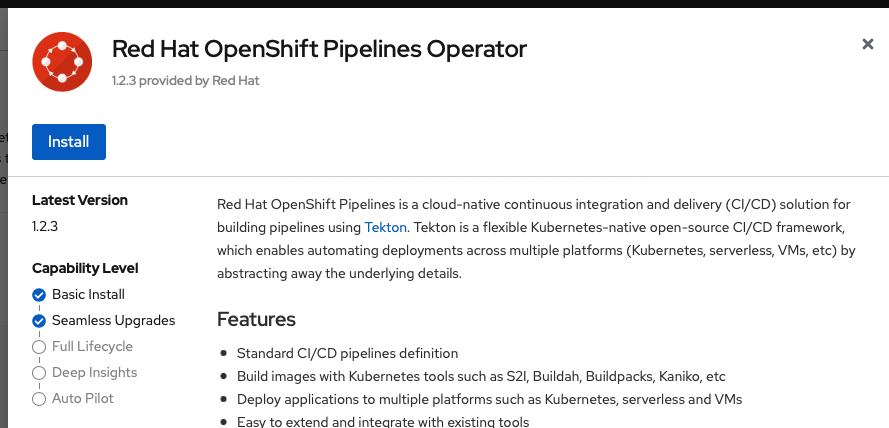 Red Hat OpenShift Pipelines Operator
1.2.3 provided by Red Hat
Install
Latest Version
1.2.3
Capability Level
Basic Install
Seamless Upgrades
Full Lifecycle
Deep Insights
Auto Pilot
Red Hat OpenShift Pipelines is a cloud-native continuous integration and delivery (CI/CD) solution for
building pipelines using Tekton. Tekton is a flexible Kubernetes-native open-source CI/CD framework,
which enables automating deployments across multiple platforms (Kubernetes, serverless, VMs, etc) by
abstracting away the underlying details.
Features
Standard CI/CD pipelines definition
Build images with Kubernetes tools such as S2I, Buildah, Buildpacks, Kaniko, etc
Deploy applications to multiple platforms such as Kubernetes, serverless and VMs
Easy to extend and integrate with existing tools